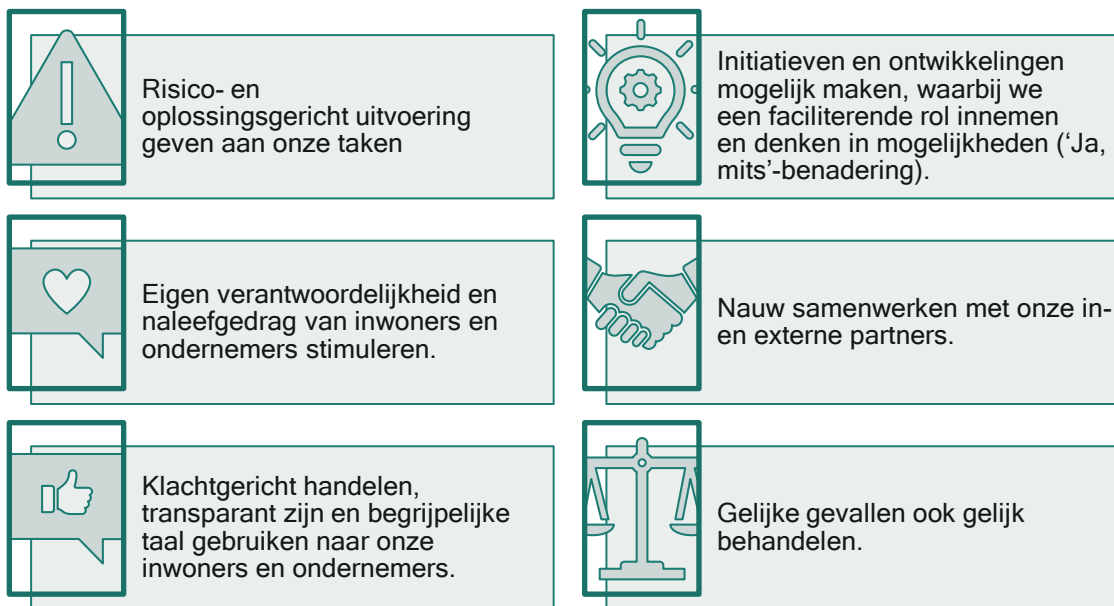 Risico- en
oplossingsgericht uitvoering
geven aan onze taken
Initiatieven en ontwikkelingen
mogelijk maken, waarbij we
een faciliterende rol innemen
en denken in mogelijkheden (‘Ja,
mits’-benadering).
Eigen verantwoordelijkheid en
naleefgedrag van inwoners en
ondernemers stimuleren.
Nauw samenwerken met onze in-
en externe partners.
Klachtgericht handelen,
transparant zijn en begrijpelijke
taal gebruiken naar onze
inwoners en ondernemers.
Gelijke gevallen ook gelijk
behandelen.